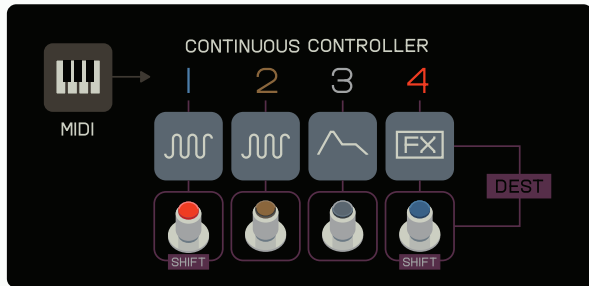 CONTINUOUS CONTROLLER
1 2 3 4
MIDI
FX
DEST
SHIFT SHIFT